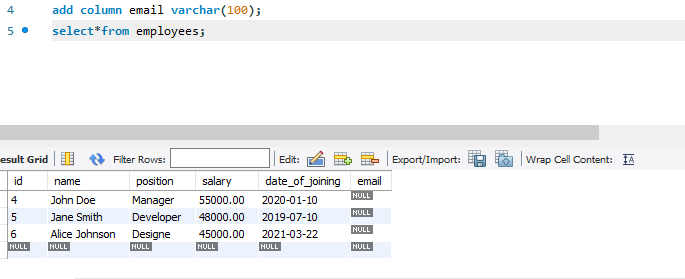 4 add column email varchar(100);
5 select*from employees;
esult Grid Filter Rows: Edit: Export/Import: Wrap Cell Content: IA
id name position salary date_of_joining email
4 John Doe Manager 55000.00 2020-01-10 NULL
5 Jane Smith Developer 48000.00 2019-07-10 NULL
6 Alice Johnson Designe 45000.00 2021-03-22 NULL
NULL NULL NULL NULL NULL NULL